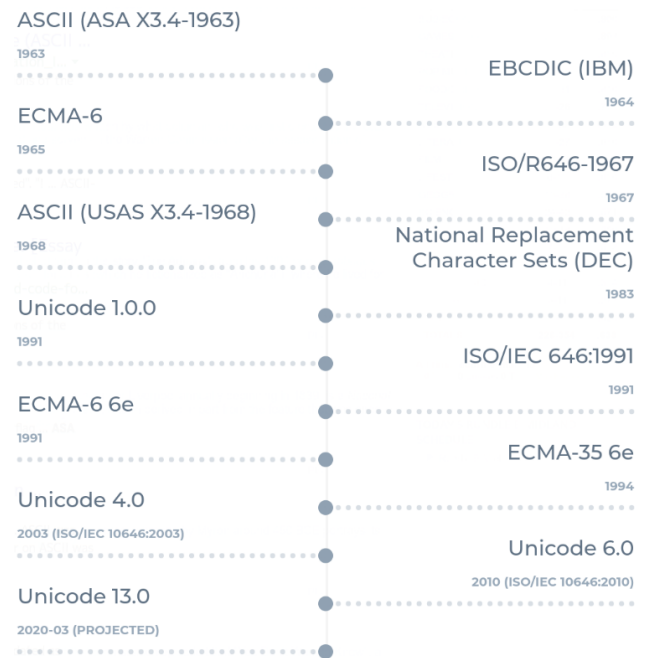 ASCII (ASA X3.4-1963)
1963
EBCDIC (IBM)
1964
ECMA-6
1965
ISO/R646-1967
1967
ASCII (USAS X3.4-1968)
1968
National Replacement
Character Sets (DEC)
1983
Unicode 1.0.0
1991
ISO/IEC 646:1991
1991
ECMA-6 6e
1991
ECMA-35 6e
1994
Unicode 4.0
2003 (ISO/IEC 10646:2003)
Unicode 6.0
2010 (ISO/IEC 10646:2010)
Unicode 13.0
2020-03 (PROJECTED)